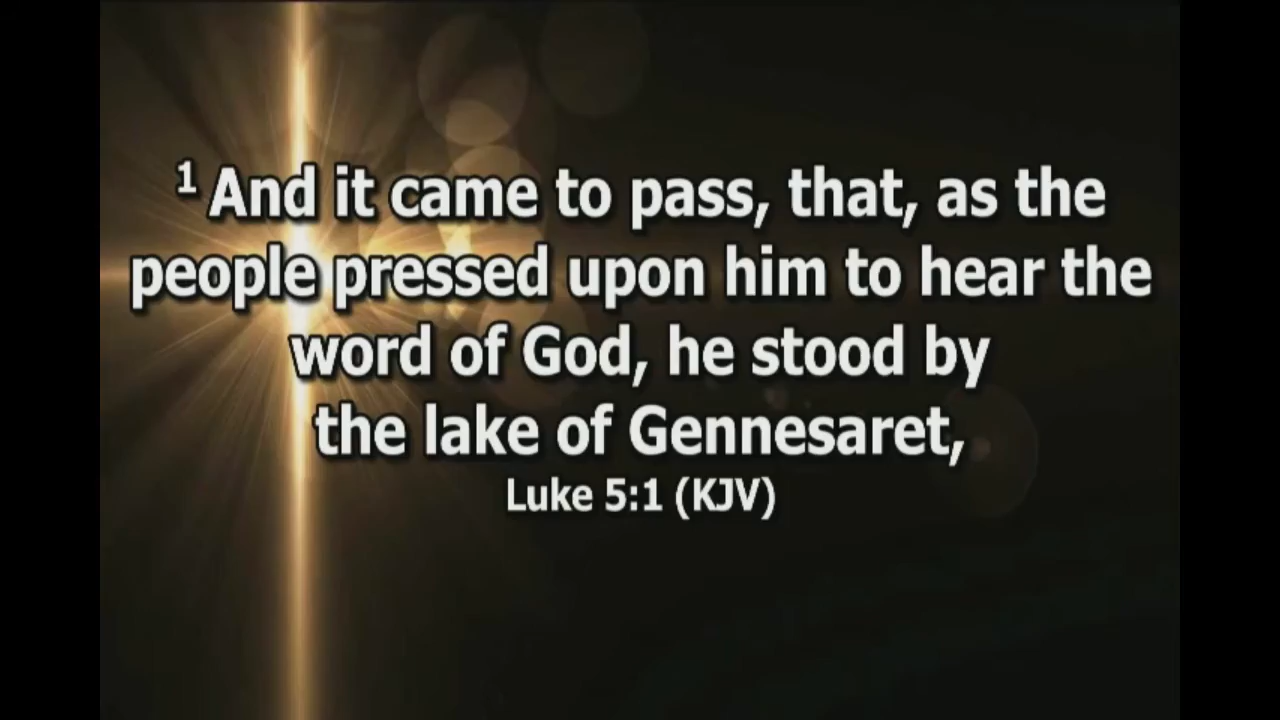 1 And it came to pass, that, as the
people pressed upon him to hear the
word of God, he stood by
the lake of Gennesaret,
Luke 5:1 (KJV)